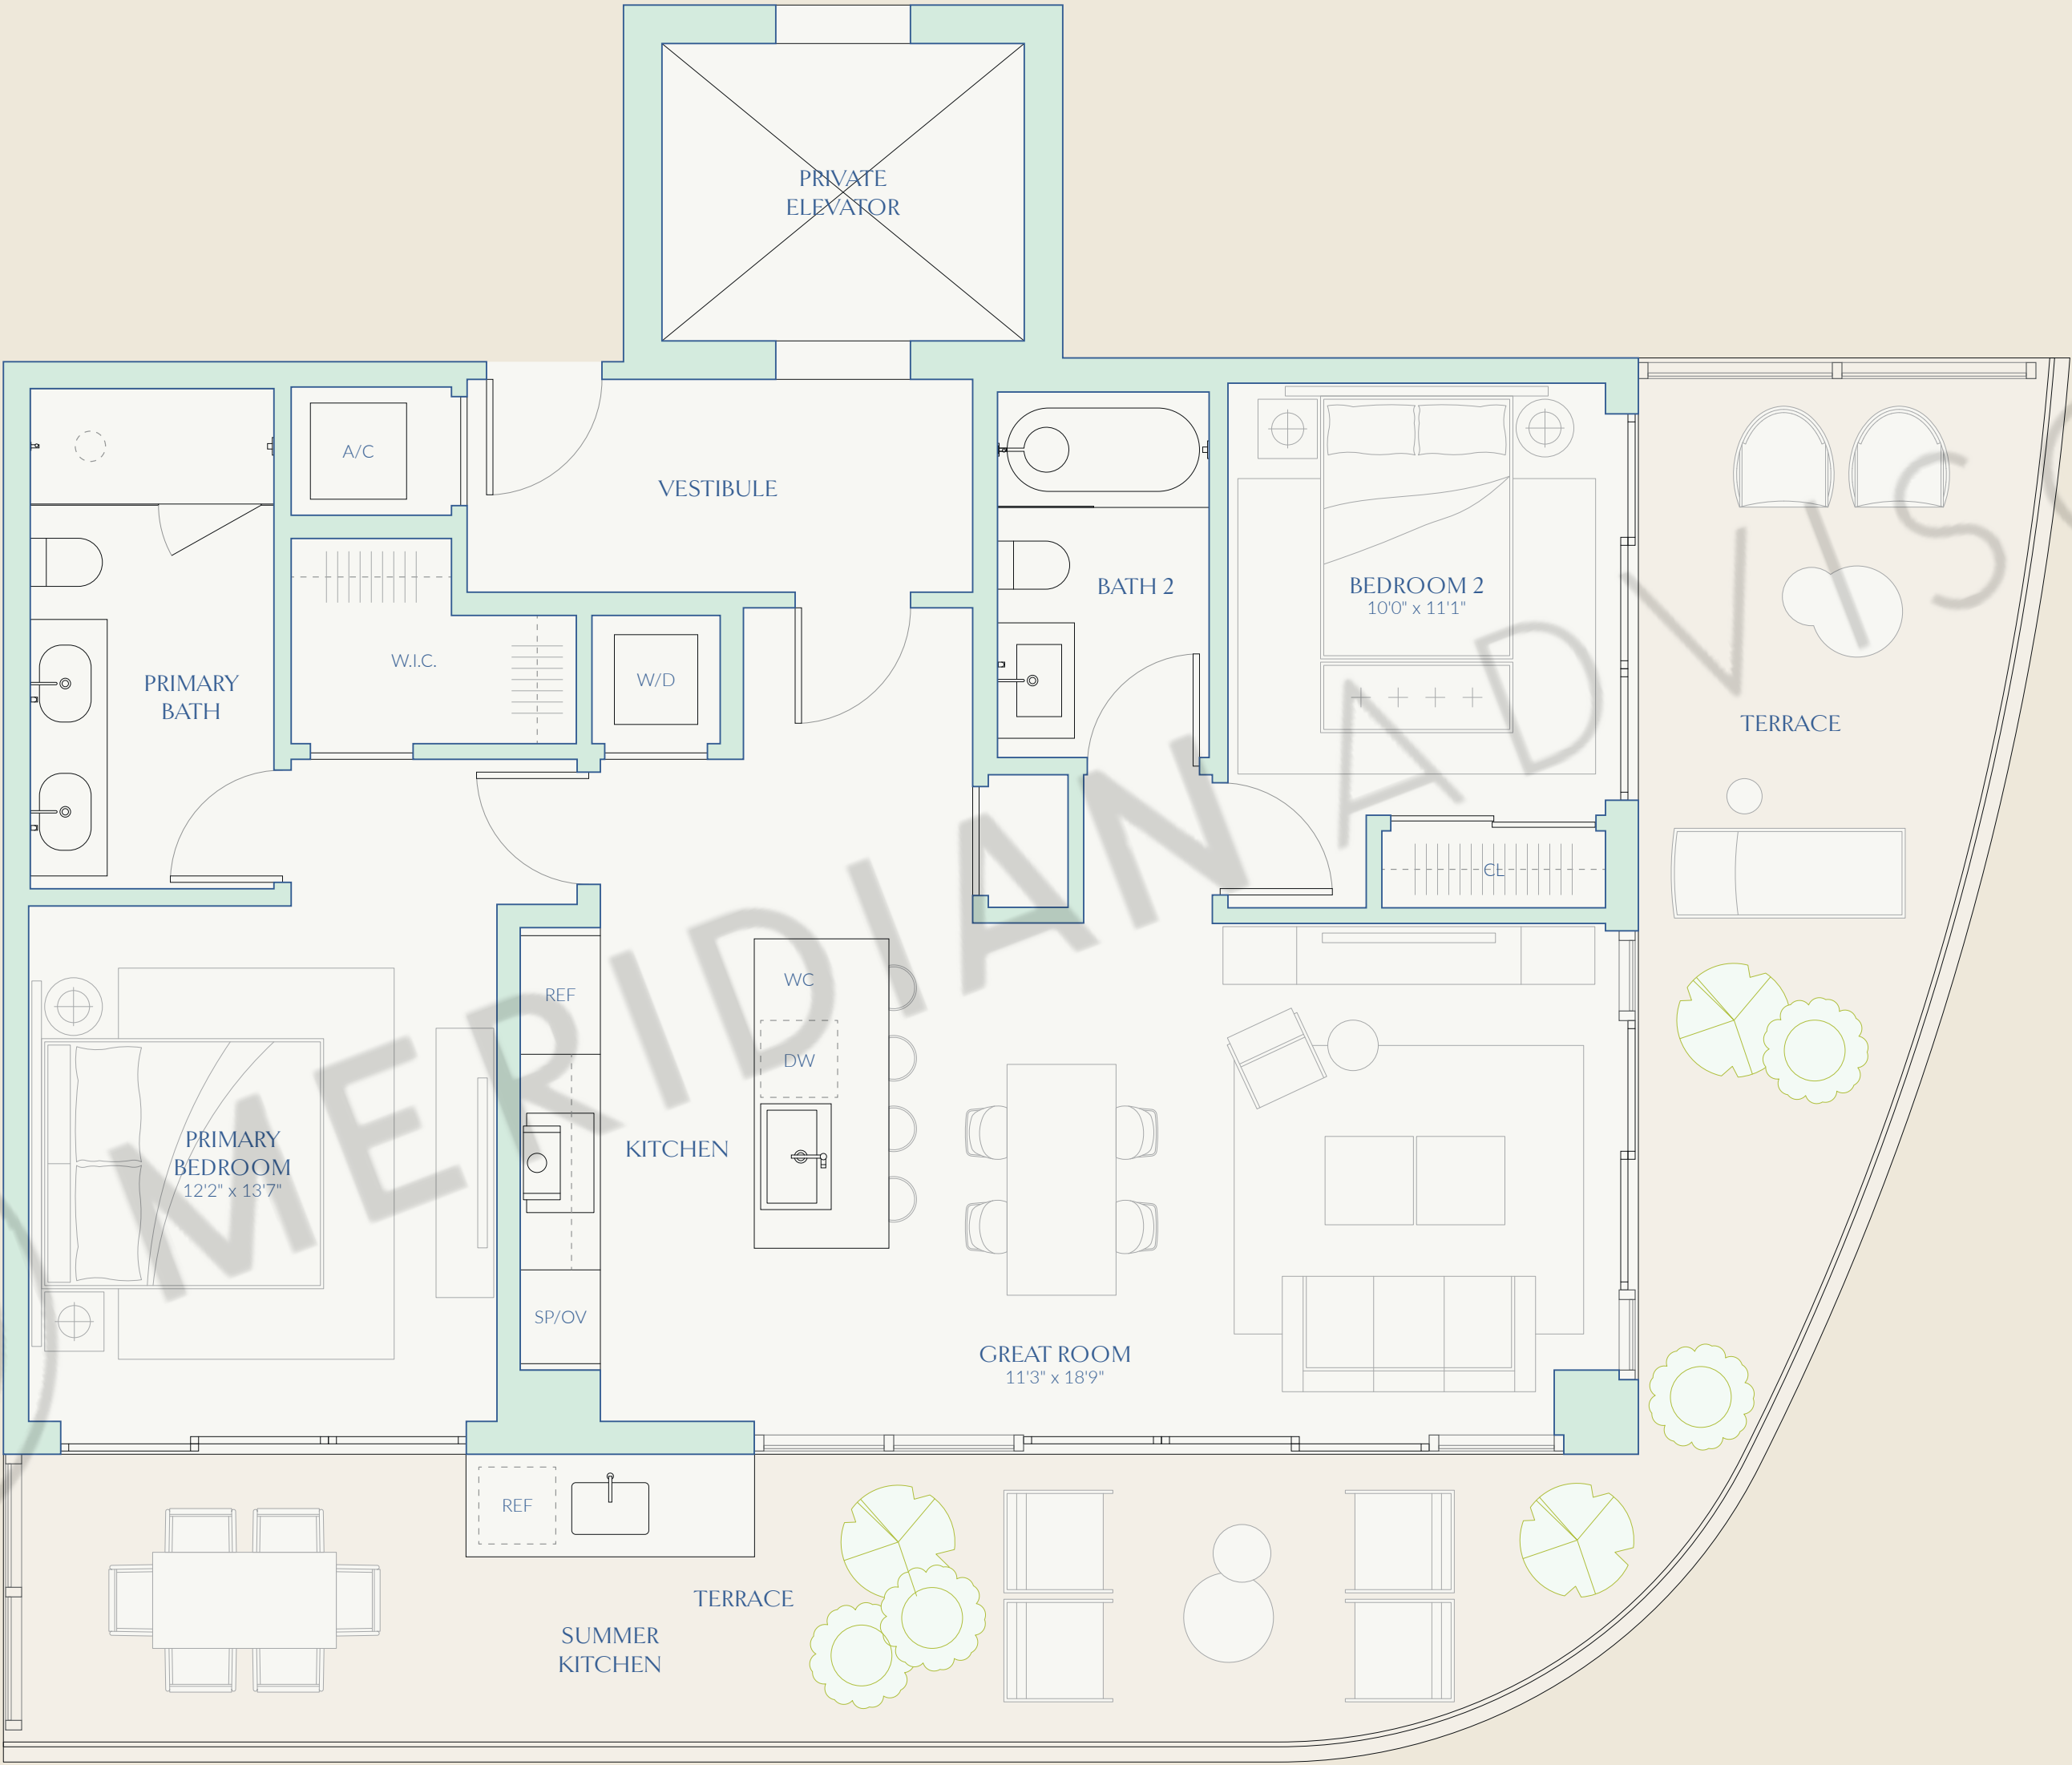 PRIVATE
ELEVATOR
A/C
VESTIBULE
BATH 2
BEDROOM 2
10'0" x 11'1"
W.I.C.
W/D
PRIMARY
BATH
TERRACE
CL
REF
WC
DW
KITCHEN
PRIMARY
BEDROOM
12'2" x 13'7"
SP/OV
GREAT ROOM
11'3" x 18'9"
REF
TERRACE
SUMMER
KITCHEN
MERIDIAN ADVIS